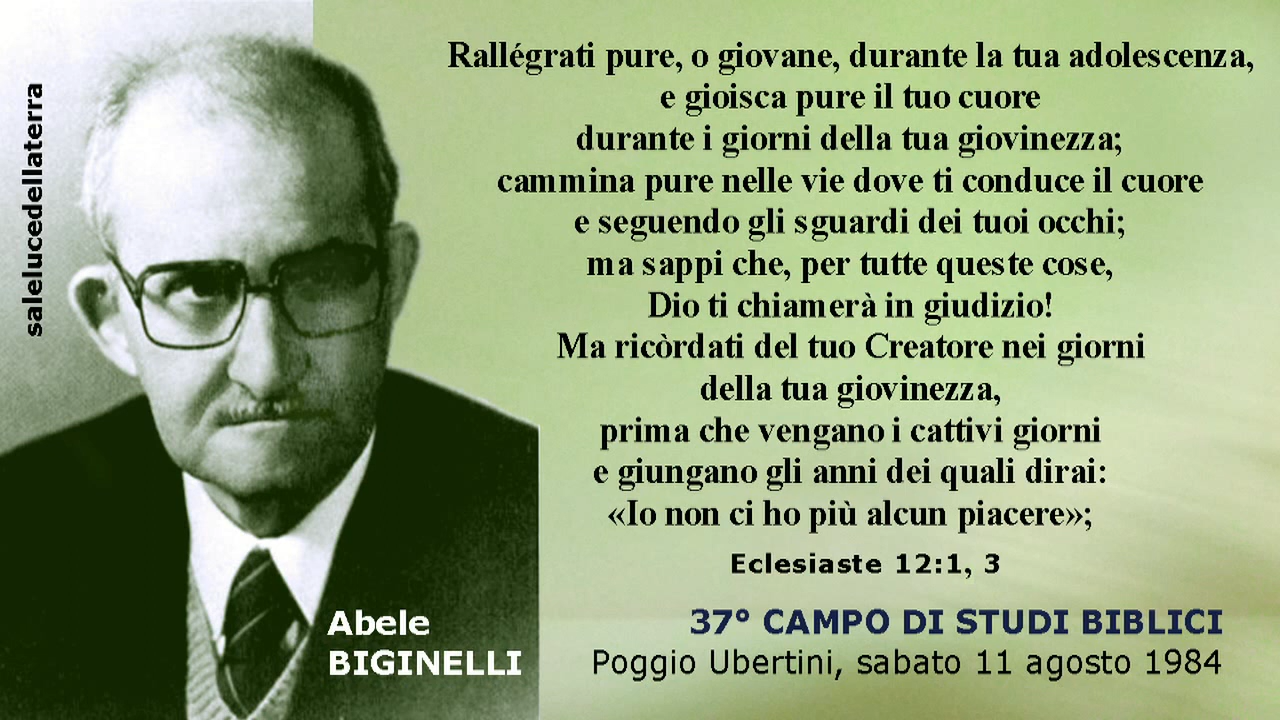 salelucedellaterra
Rallégrati pure, o giovane, durante la tua adolescenza,
e gioisca pure il tuo cuore
durante i giorni della tua giovinezza;
cammina pure nelle vie dove ti conduce il cuore
e seguendo gli sguardi dei tuoi occhi;
ma sappi che, per tutte queste cose,
Dio ti chiamerà in giudizio!
Ma ricòrdati del tuo Creatore nei giorni
della tua giovinezza,
prima che vengano i cattivi giorni
e giungano gli anni dei quali dirai:
«Io non ci ho più alcun piacere»;
Eclesiaste 12:1, 3
Abele
BIGINELLI
37° CAMPO DI STUDI BIBLICI
Poggio Ubertini, sabato 11 agosto 1984